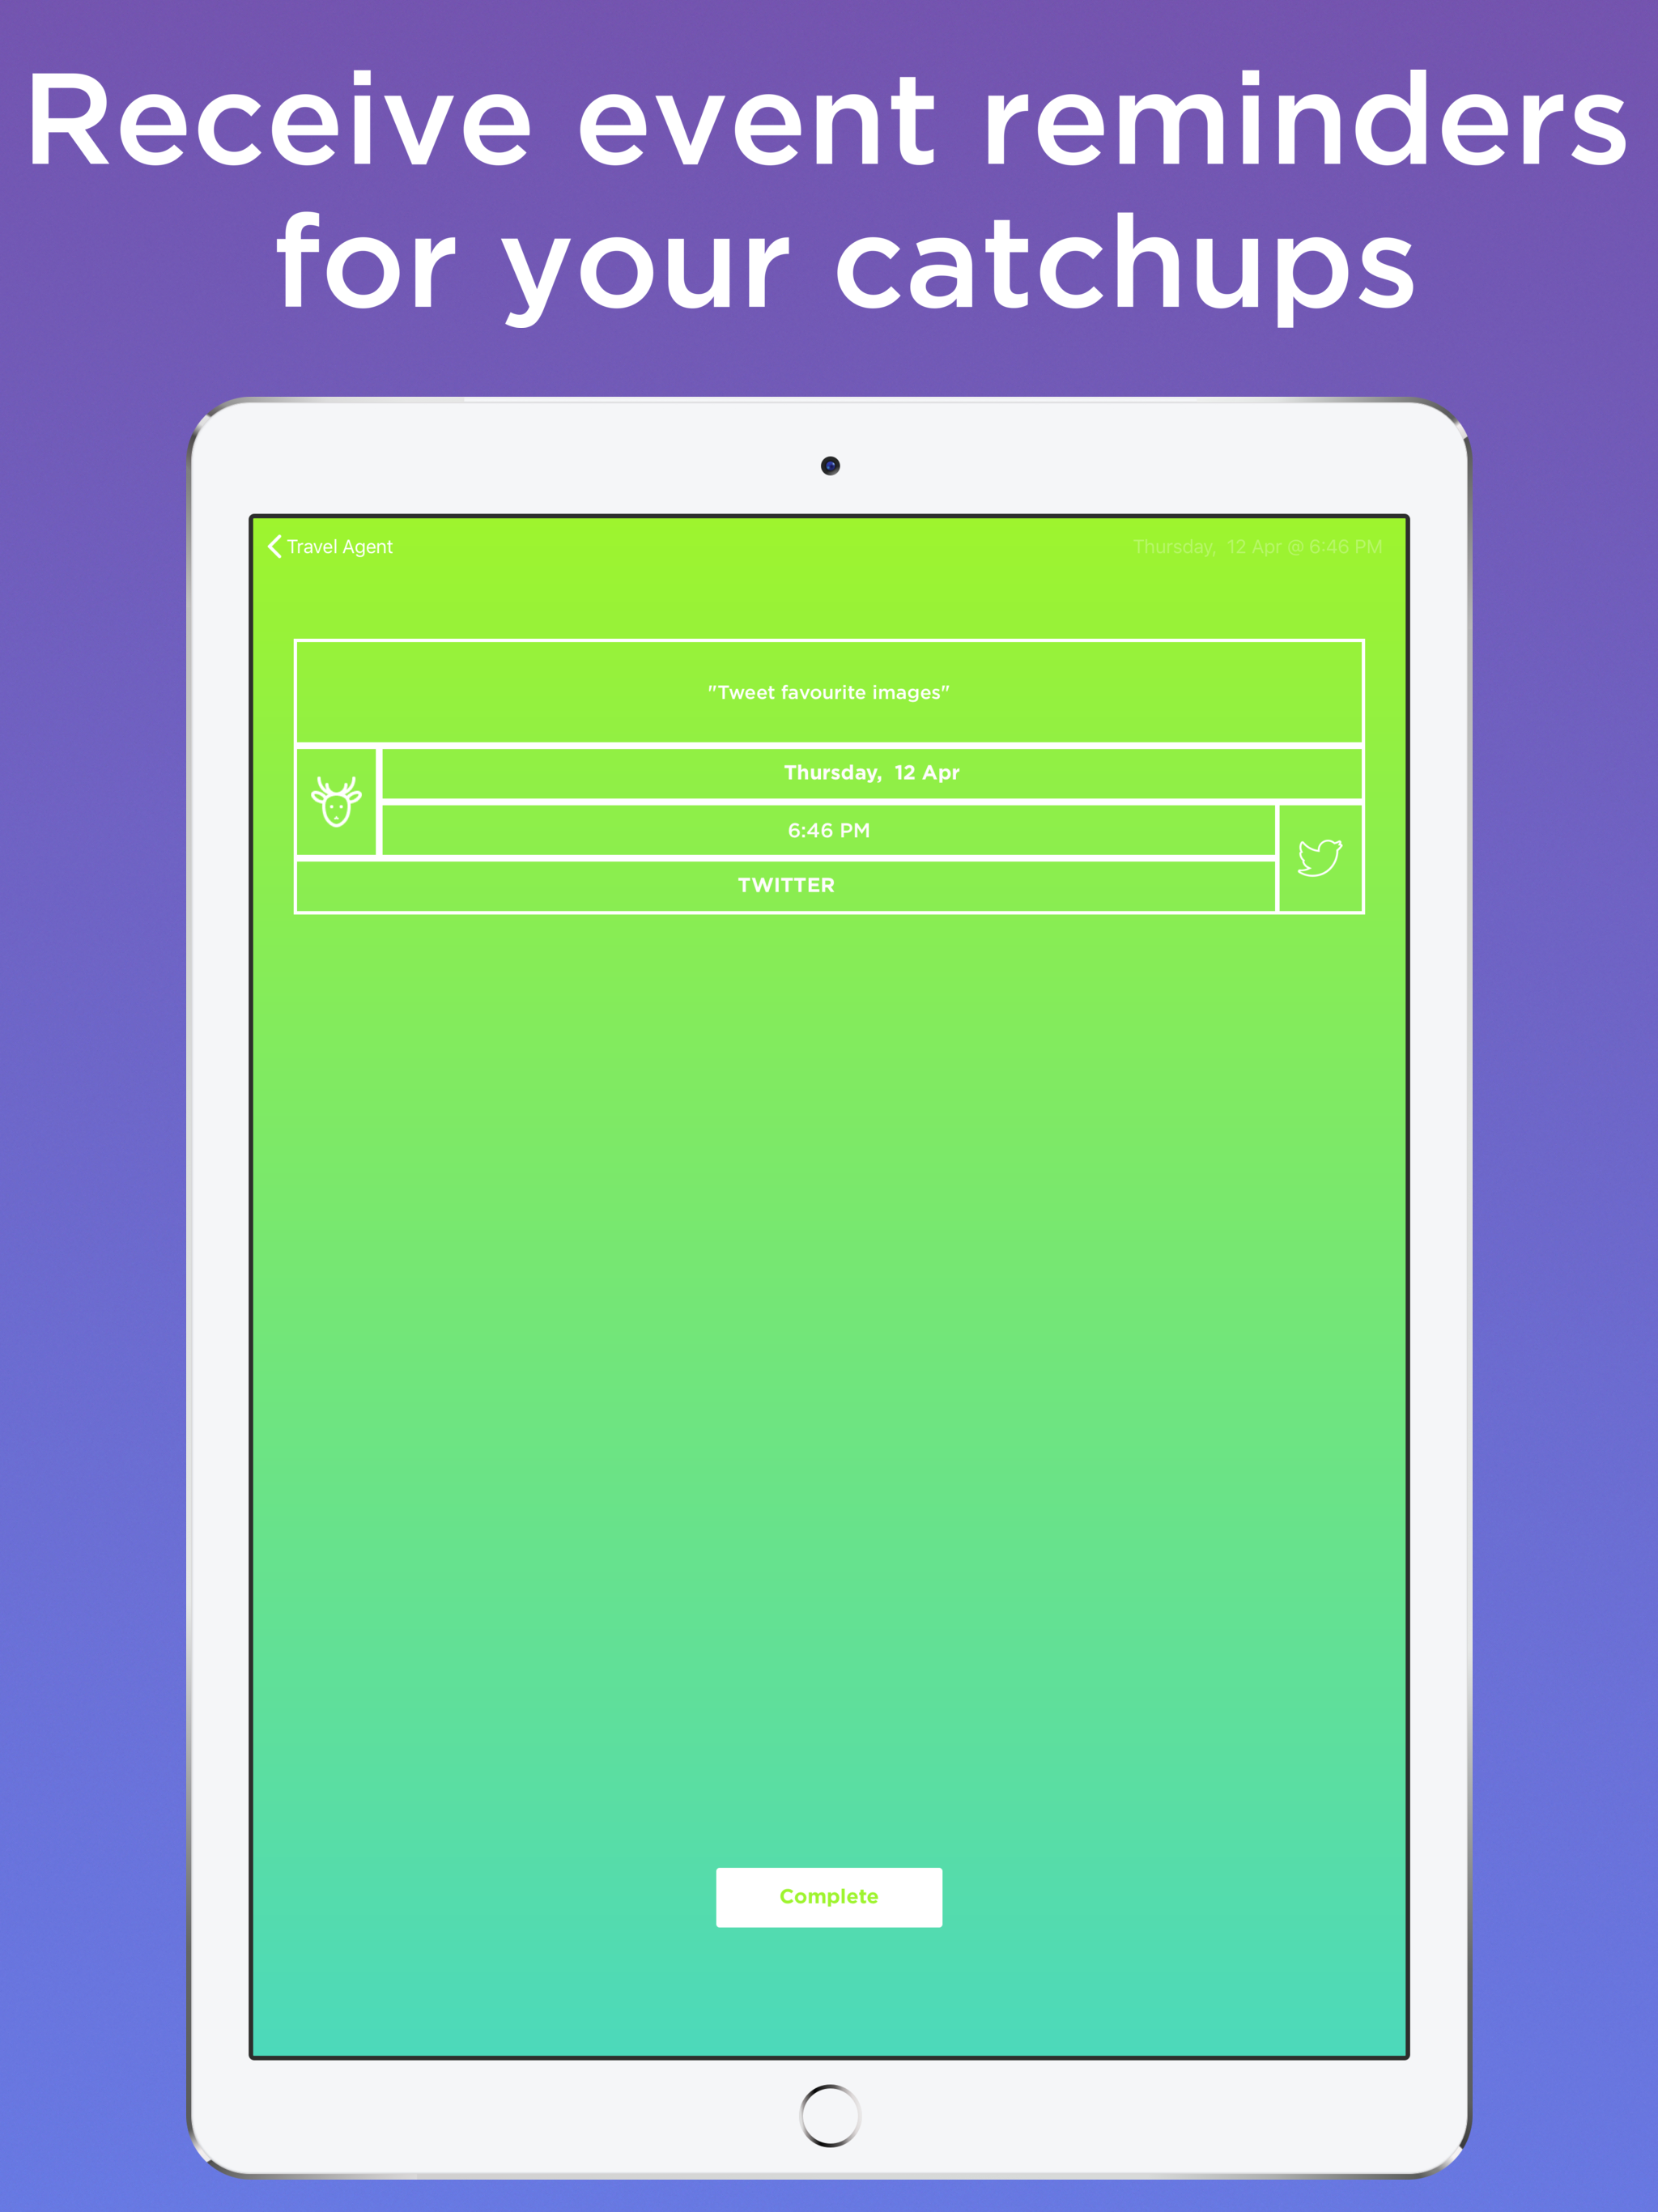 Receive event reminders
for your catchups
Travel Agent
Thursday,  12 Apr @ 6:46 PM
"Tweet favourite images"
Thursday,  12 Apr
6:46 PM
TWITTER
Complete